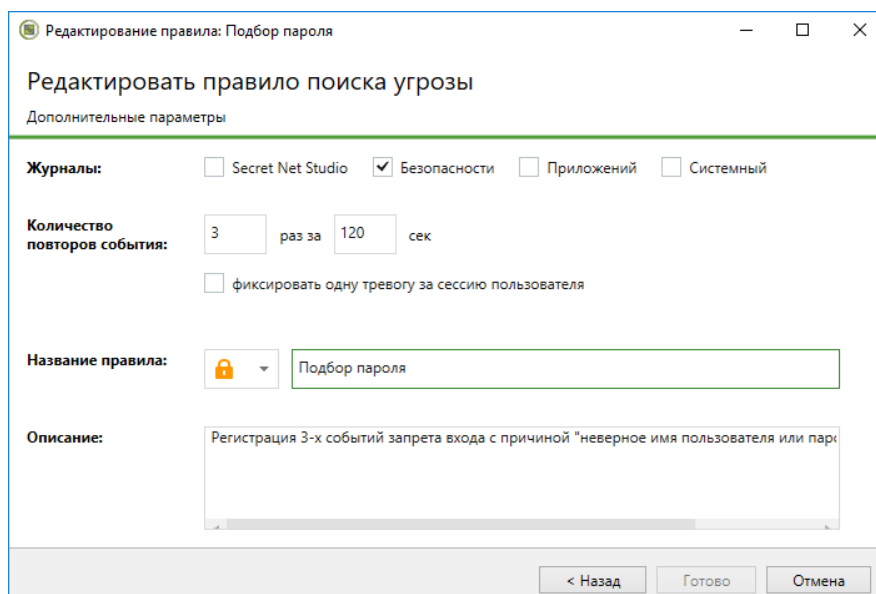 Редактирование правила: Подбор пароля
Редактировать правило поиска угрозы
Дополнительные параметры
Журналы: Secret Net Studio Безопасности Приложений Системный
Количество
повторов события: 3 раз за 120 сек
фиксировать одну тревогу за сессию пользователя
Название правила: Подбор пароля
Описание: Регистрация 3-х событий запрета входа с причиной "неверное имя пользователя или
< Назад Готово Отмена